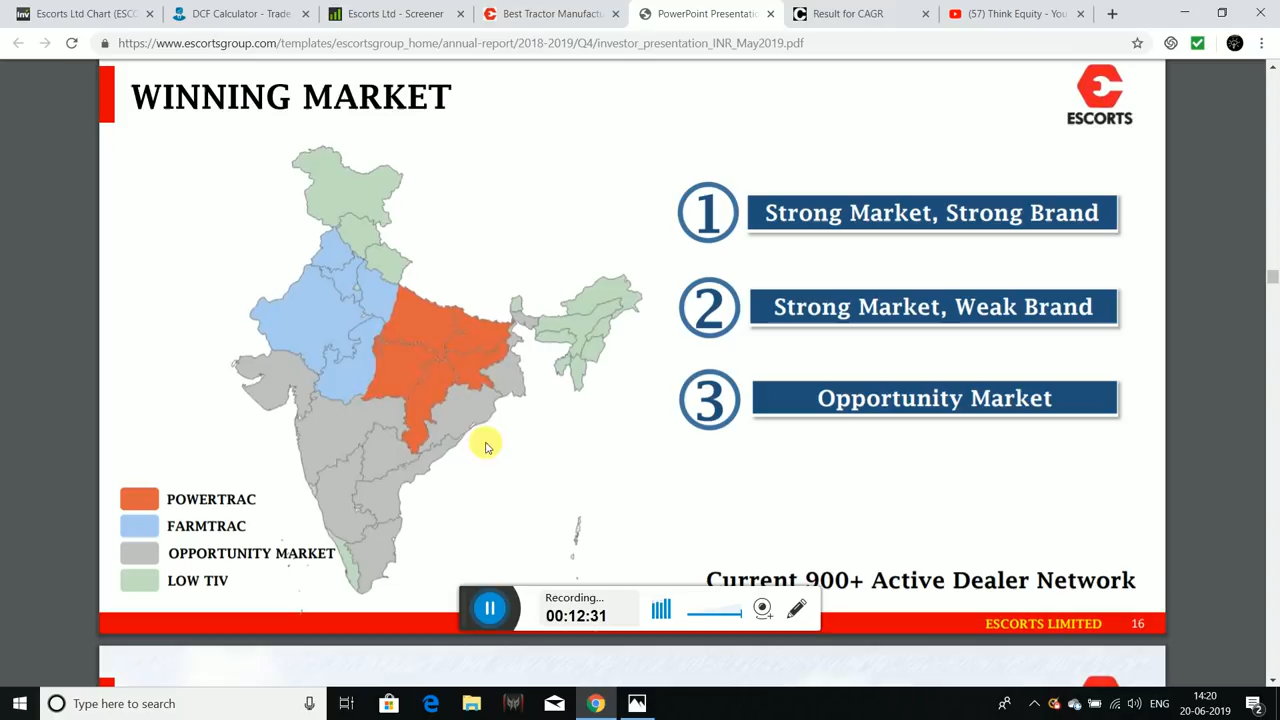 Escorts Ltd Chart (ESCC
DCF Calculator - Trade
Escorts Ltd - Screener
Best Tractor Manufactu
PowerPoint Presentatio
Result for CAGR
(57) Think Equity - You
https://www.escortsgroup.com/templates/escortsgroup_home/annual-report/2018-2019/Q4/investor_presentation_INR_May2019.pdf
WINNING MARKET
ESCORTS
1 Strong Market, Strong Brand
2 Strong Market, Weak Brand
3 Opportunity Market
POWERTRAC
FARMTRAC
OPPORTUNITY MARKET
LOW TIV
Current 900+ Active Dealer Network
Recording...
00:12:31
ESCORTS LIMITED 16
Type here to search
ENG
14:20
20-06-2019
2